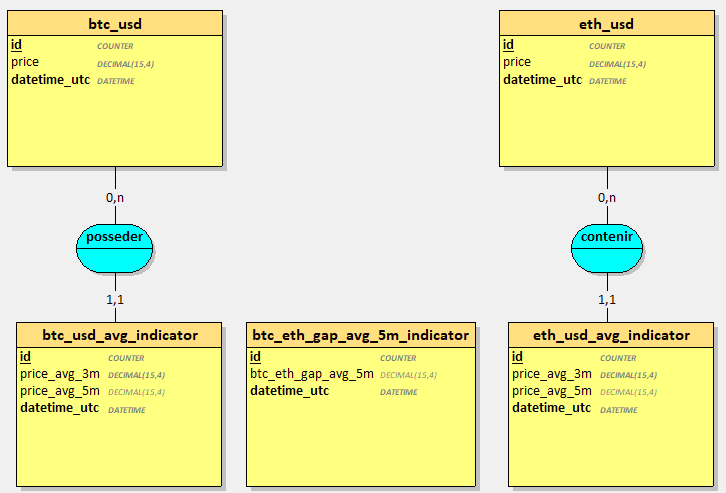 btc_usd
id COUNTER
price DECIMAL(15,4)
datetime_utc DATETIME
eth_usd
id COUNTER
price DECIMAL(15,4)
datetime_utc DATETIME
0,n
0,n
posseder
contenir
1,1
1,1
btc_usd_avg_indicator
id COUNTER
price_avg_3m DECIMAL(15,4)
price_avg_5m DECIMAL(15,4)
datetime_utc DATETIME
btc_eth_gap_avg_5m_indicator
id COUNTER
btc_eth_gap_avg_5m DECIMAL(15,4)
datetime_utc DATETIME
eth_usd_avg_indicator
id COUNTER
price_avg_3m DECIMAL(15,4)
price_avg_5m DECIMAL(15,4)
datetime_utc DATETIME